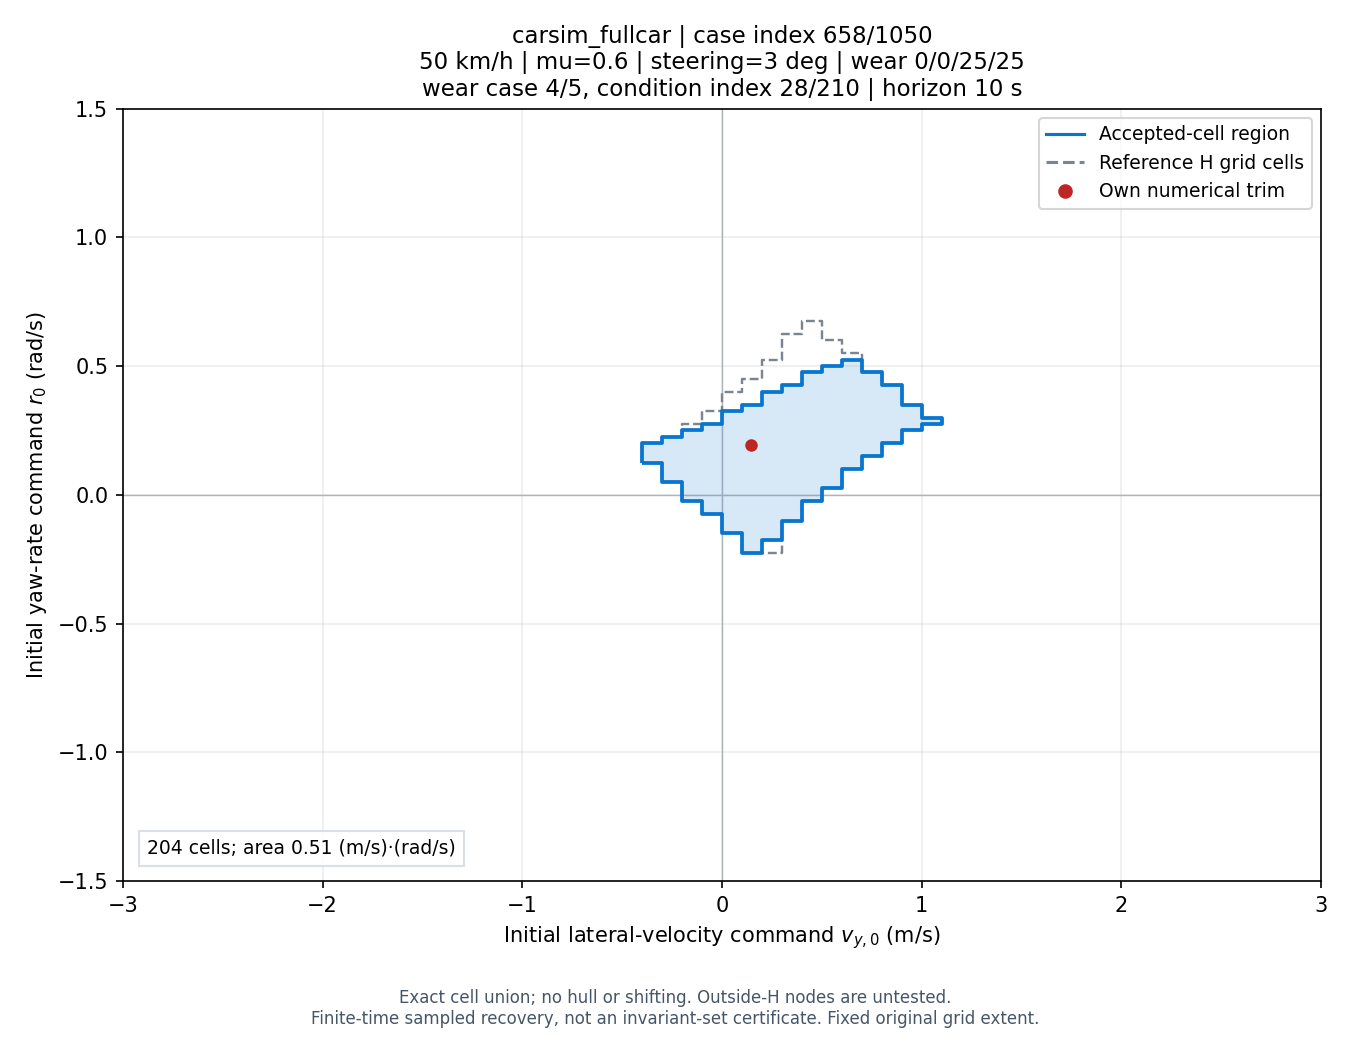 carsim_fullcar | case index 658/1050
50 km/h | mu=0.6 | steering=3 deg | wear 0/0/25/25
wear case 4/5, condition index 28/210 | horizon 10 s
Accepted-cell region
Reference H grid cells
Own numerical trim
1.5
1.0
0.5
0.0
−0.5
−1.0
−1.5
Initial yaw-rate command r0 (rad/s)
204 cells; area 0.51 (m/s)·(rad/s)
−3
−2
−1
0
1
2
3
Initial lateral-velocity command vy,0 (m/s)
Exact cell union; no hull or shifting. Outside-H nodes are untested.
Finite-time sampled recovery, not an invariant-set certificate. Fixed original grid extent.